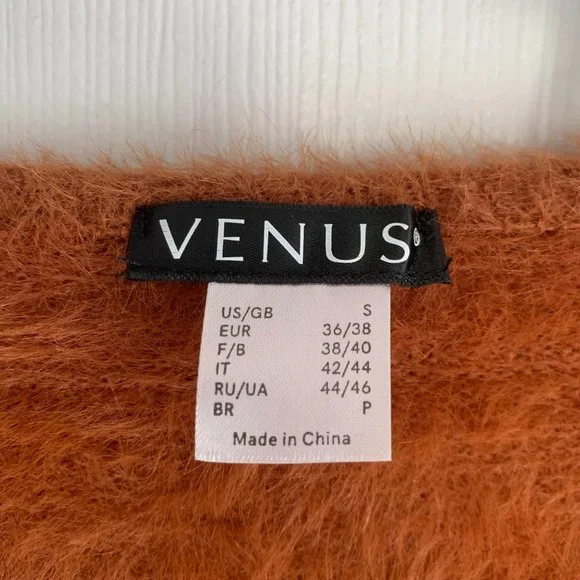 VENUS®
US/GB S
EUR 36/38
F/B 38/40
IT 42/44
RU/UA 44/46
BR P
Made in China